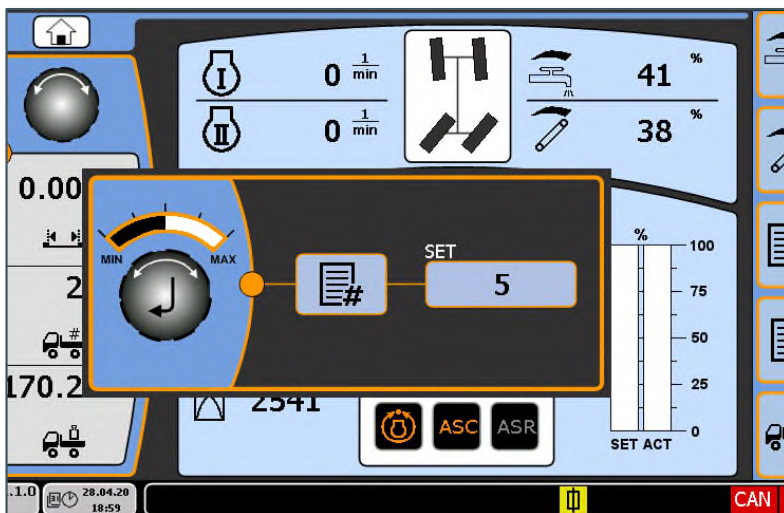 I
0 1/min
41 %
II
0 1/min
38 %
0.00
MIN
MAX
#
SET
5
2
#
170.2
2541
ASC
ASR
%
100
75
50
25
0
SET ACT
.1.0
28.04.20
18:59
CAN